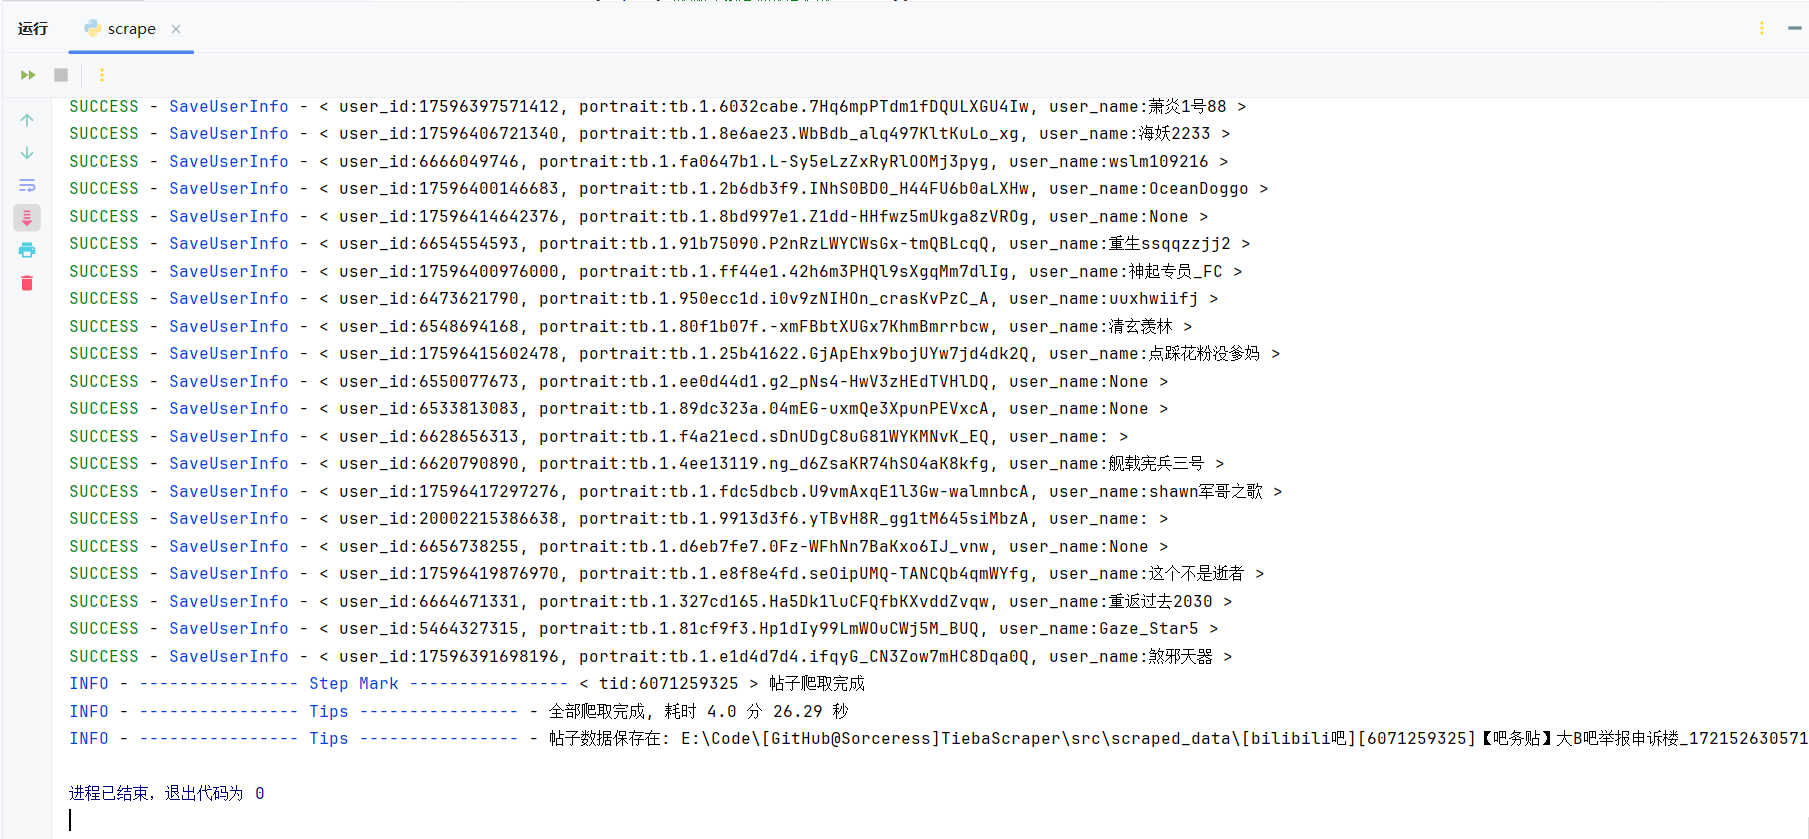 运行
scrape
SUCCESS - SaveUserInfo - < user_id:17596397571412, portrait:tb.1.6032cabe.7Hq6mpPTdm1fDQULXGU4Iw, user_name:萧炎1号88 >
SUCCESS - SaveUserInfo - < user_id:17596406721340, portrait:tb.1.8e6ae23.WbBdb_alq497KltKuLo_xg, user_name:海妖2233 >
SUCCESS - SaveUserInfo - < user_id:6666049746, portrait:tb.1.fa0647b1.L-Sy5eLzZxRyRlOOMj3pyg, user_name:wslm109216 >
SUCCESS - SaveUserInfo - < user_id:17596400146683, portrait:tb.1.2b6db3f9.INhS0BD0_H44FU6b0aLXHw, user_name:OceanDoggo >
SUCCESS - SaveUserInfo - < user_id:17596414642376, portrait:tb.1.8bd997e1.Z1dd-HHfwz5mUkga8zVROg, user_name:None >
SUCCESS - SaveUserInfo - < user_id:6654554593, portrait:tb.1.91b75090.P2nRzLWYCWsGx-tmQBLcqQ, user_name:重生ssqqzzjj2 >
SUCCESS - SaveUserInfo - < user_id:17596400976000, portrait:tb.1.ff44e1.42h6m3PHQl9sXgqMm7dlIg, user_name:神起专员_FC >
SUCCESS - SaveUserInfo - < user_id:6473621790, portrait:tb.1.950ecc1d.i0v9zNIHOn_crasKvPzC_A, user_name:uuxhwiifj >
SUCCESS - SaveUserInfo - < user_id:6548694168, portrait:tb.1.80f1b07f.-xmFBbtXUGx7KhmBmrrbcw, user_name:清玄羡林 >
SUCCESS - SaveUserInfo - < user_id:17596415602478, portrait:tb.1.25b41622.GjApEhx9bojUYw7jd4dk2Q, user_name:点踩花粉没爹妈 >
SUCCESS - SaveUserInfo - < user_id:6550077673, portrait:tb.1.ee0d44d1.g2_pNs4-HwV3zHEdTVHlDQ, user_name:None >
SUCCESS - SaveUserInfo - < user_id:6533813083, portrait:tb.1.89dc323a.04mEG-uxmQe3XpunPEVxcA, user_name:None >
SUCCESS - SaveUserInfo - < user_id:6628656313, portrait:tb.1.f4a21ecd.sDnUDgC8uG81WYKMNvK_EQ, user_name: >
SUCCESS - SaveUserInfo - < user_id:6620790890, portrait:tb.1.4ee13119.ng_d6ZsaKR74hSO4aK8kfg, user_name:舰载宪兵三号 >
SUCCESS - SaveUserInfo - < user_id:17596417297276, portrait:tb.1.fdc5dbcb.U9vmAxqE1l3Gw-walmnbcA, user_name:shawn军哥之歌 >
SUCCESS - SaveUserInfo - < user_id:20002215386638, portrait:tb.1.9913d3f6.yTBvH8R_gg1tM645siMbzA, user_name: >
SUCCESS - SaveUserInfo - < user_id:6656738255, portrait:tb.1.d6eb7fe7.0Fz-WFhNn7BaKxo6IJ_vnw, user_name:None >
SUCCESS - SaveUserInfo - < user_id:17596419876970, portrait:tb.1.e8f8e4fd.seOipUMQ-TANCQb4qmWYfg, user_name:这个不是逝者 >
SUCCESS - SaveUserInfo - < user_id:6664671331, portrait:tb.1.327cd165.Ha5Dk1luCFQfbKXvddZvqw, user_name:重返过去2030 >
SUCCESS - SaveUserInfo - < user_id:5464327315, portrait:tb.1.81cf9f3.Hp1dIy99LmWOuCWj5M_BUQ, user_name:Gaze_Star5 >
SUCCESS - SaveUserInfo - < user_id:17596391698196, portrait:tb.1.e1d4d7d4.ifqyG_CN3Zow7mHC8Dqa0Q, user_name:煞邪天器 >
INFO - ---------------- Step Mark ---------------- < tid:6071259325 > 帖子爬取完成
INFO - ---------------- Tips ---------------- - 全部爬取完成, 耗时 4.0 分 26.29 秒
INFO - ---------------- Tips ---------------- - 帖子数据保存在: E:\Code\[GitHub@Sorceress]TiebaScraper\src\scraped_data\[bilibili吧][6071259325]【吧务贴】大B吧举报申诉楼_172152630571
进程已结束，退出代码为 0